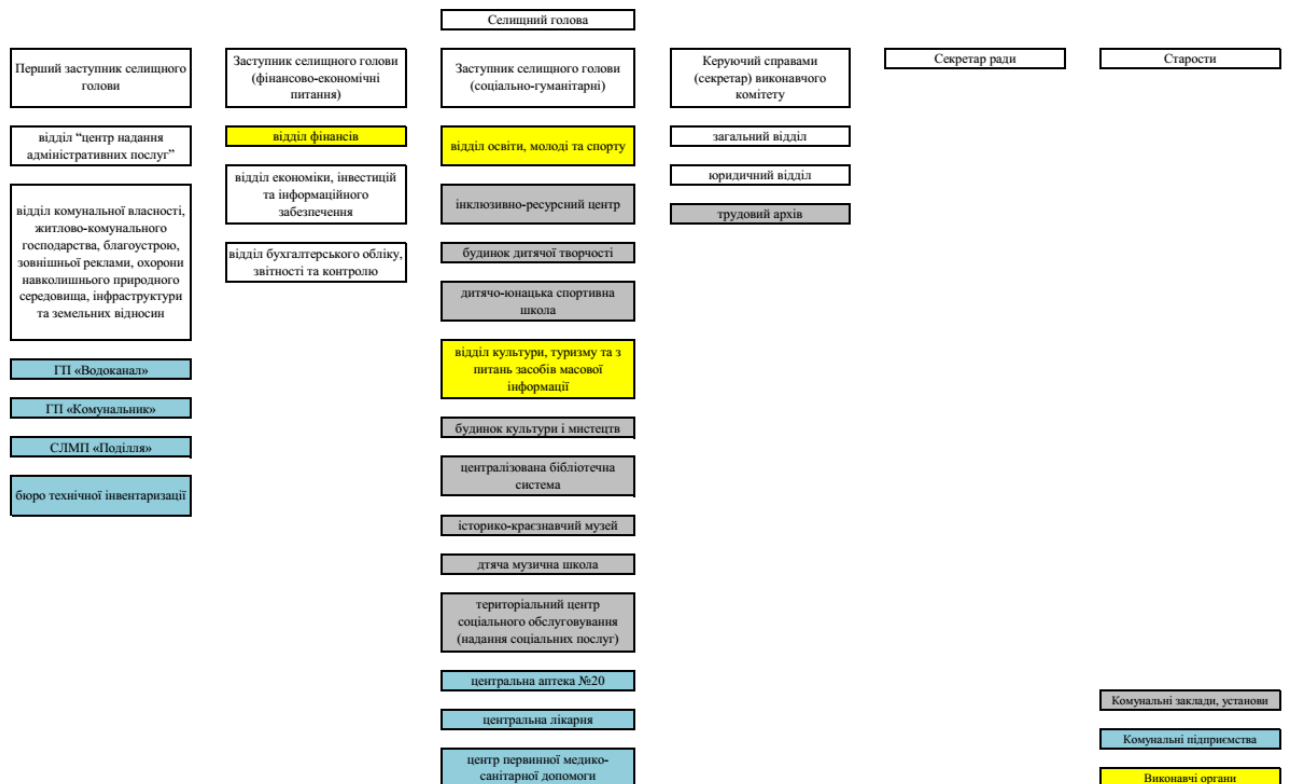 Селищний голова
Перший заступник селищного
голови
Заступник селищного голови
(фінансово-економічні
питання)
Заступник селищного голови
(соціально-гуманітарні)
Керуючий справами
(секретар) виконавчого
комітету
Секретар ради
Старости
відділ “центр надання
адміністративних послуг”
відділ комунальної власності,
житлово-комунального
господарства, благоустрою,
зовнішньої реклами, охорони
навколишнього природного
середовища, інфраструктури
та земельних відносин
ГП «Водоканал»
ГП «Комунальник»
СЛМП «Поділля»
бюро технічної інвентаризації
відділ фінансів
відділ економіки, інвестицій
та інформаційного
забезпечення
відділ бухгалтерського обліку,
звітності та контролю
відділ освіти, молоді та спорту
інклюзивно-ресурсний центр
будинок дитячої творчості
дитячо-юнацька спортивна
школа
відділ культури, туризму та з
питань засобів масової
інформації
будинок культури і мистецтв
централізована бібліотечна
система
історико-краєзнавчий музей
дтяча музична школа
територіальний центр
соціального обслуговування
(надання соціальних послуг)
центральна аптека №20
центральна лікарня
центр первинної медико-
санітарної допомоги
загальний відділ
юридичний відділ
трудовий архів
Комунальні заклади, установи
Комунальні підприємства
Виконавчі органи